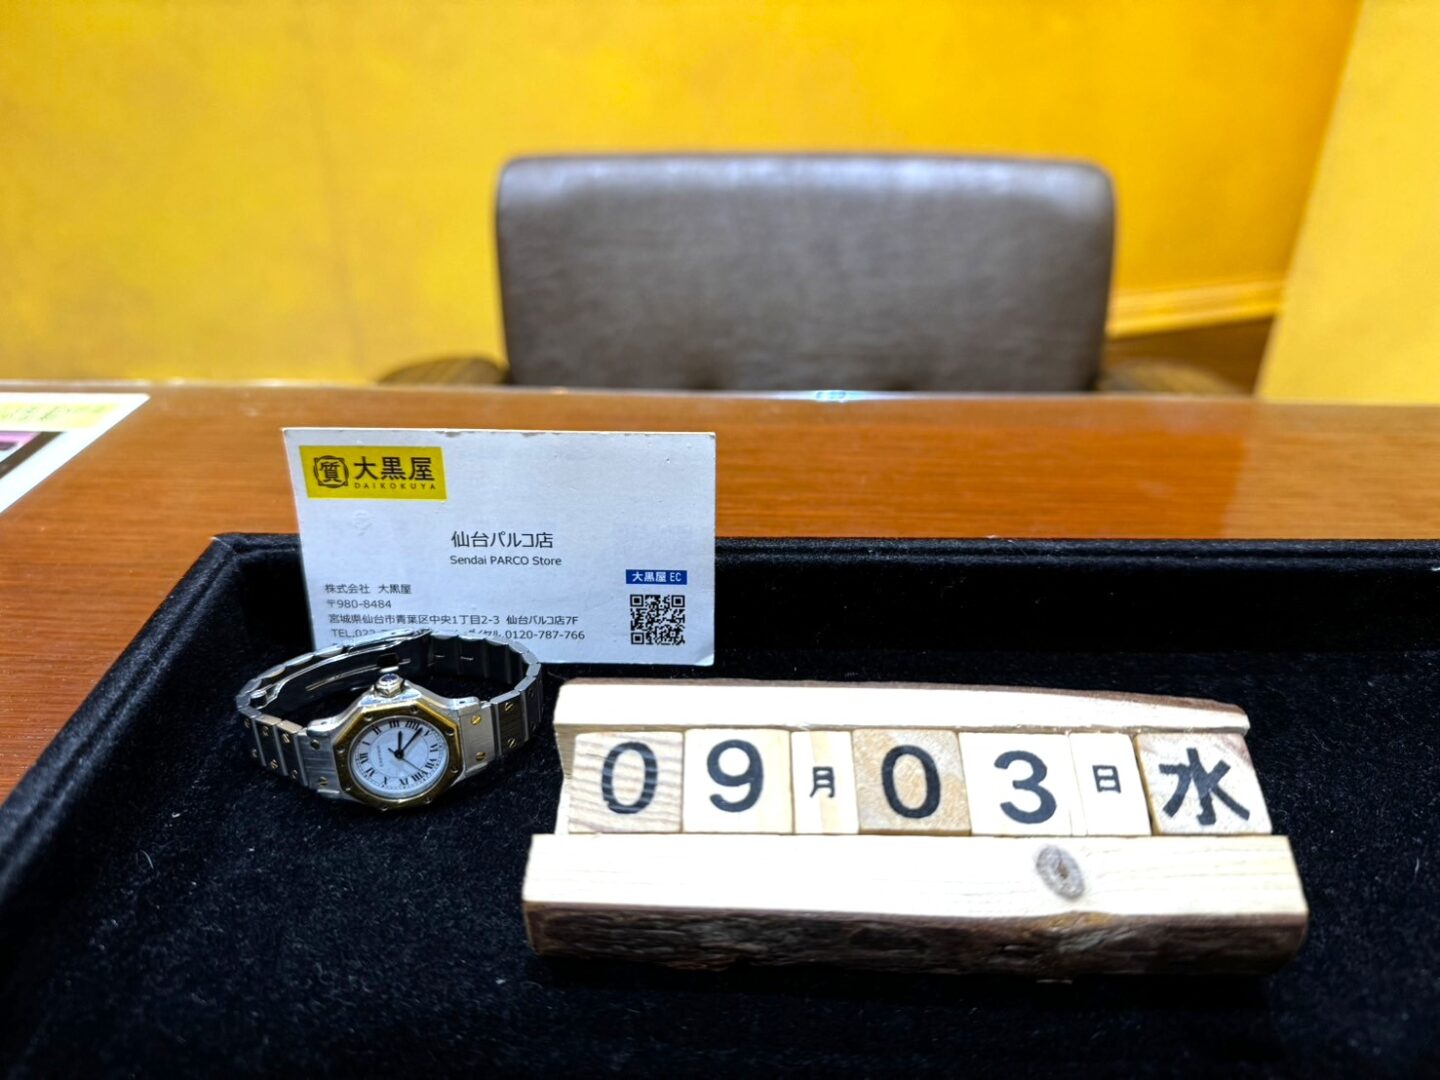 質 大黒屋
DAIKOKUYA
仙台パルコ店
Sendai PARCO Store
大黒屋 EC
株式会社 大黒屋
〒980-8484
宮城県仙台市青葉区中央1丁目2-3 仙台パルコ店7F
TEL.022- 0120-787-766
09月03日水